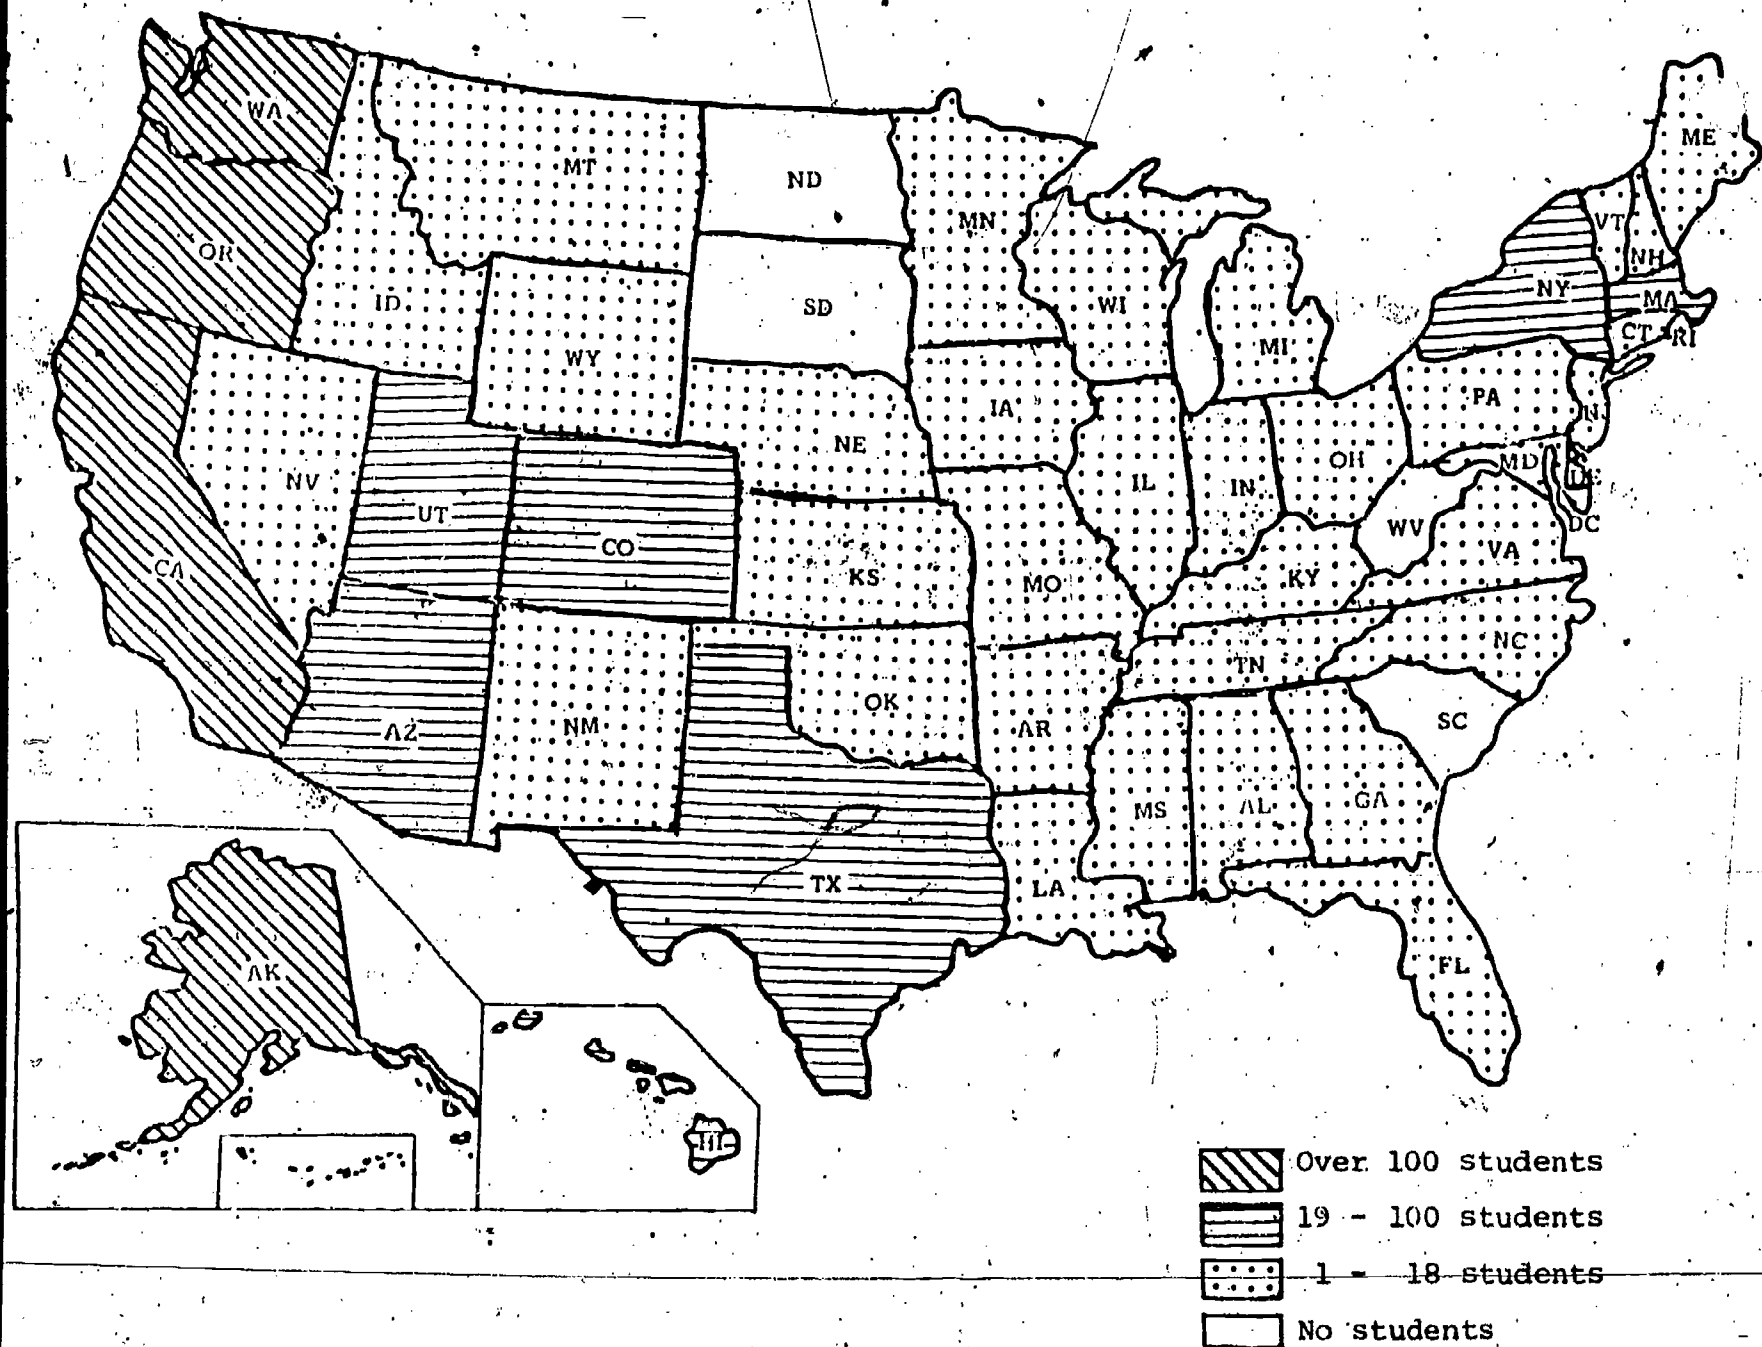 WA
MT
ND
MN
ME
OR
ID
WY
SD
WI
MI
VT
NH
NY
MA
CT
RI
NV
UT
CO
NE
IA
IL
IN
OH
PA
NJ
MD
DE
DC
WV
VA
CA
KS
MO
KY
AZ
NM
OK
AR
TN
NC
SC
TX
LA
MS
AL
GA
FL
AK
HI
Over 100 students
19 - 100 students
1 - 18 students
No students